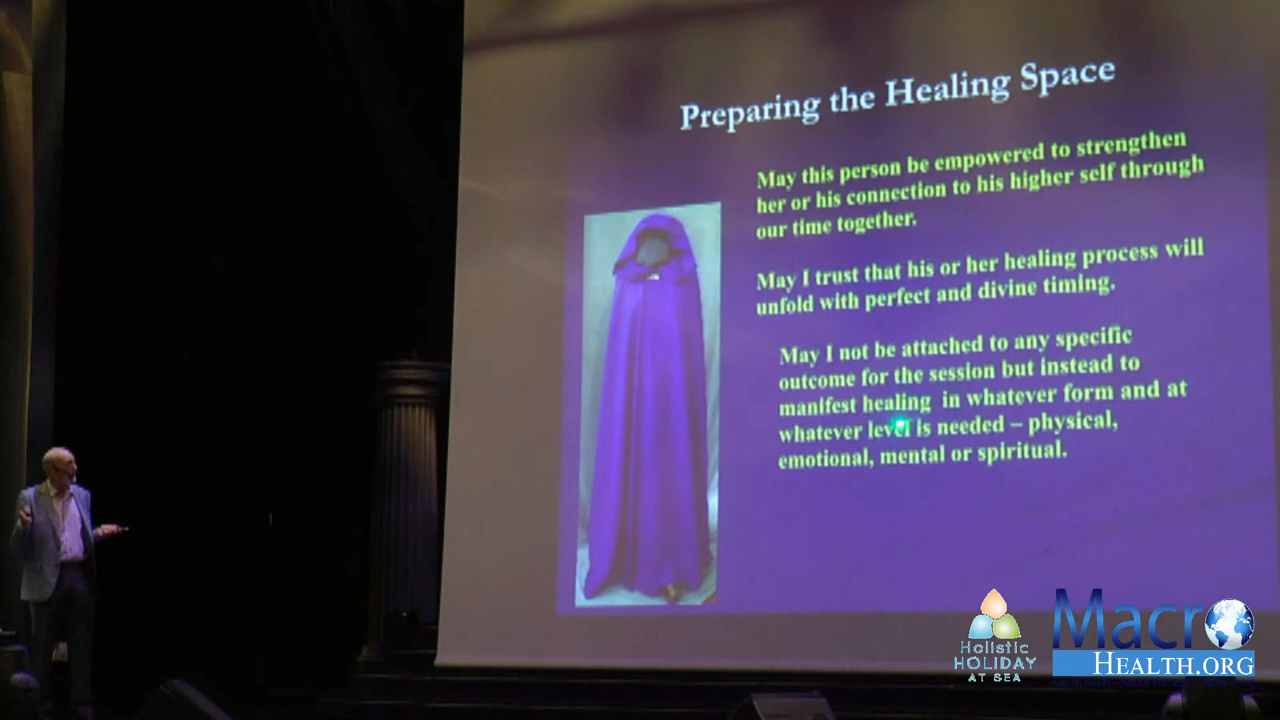 Preparing the Healing Space
May this person be empowered to strengthen
her or his connection to his higher self through
our time together.
May I trust that his or her healing process will
unfold with perfect and divine timing.
May I not be attached to any specific
outcome for the session but instead to
manifest healing in whatever form and at
whatever level is needed – physical,
emotional, mental or spiritual.
Holistic
HOLIDAY
AT SEA
Macro
HEALTH.ORG